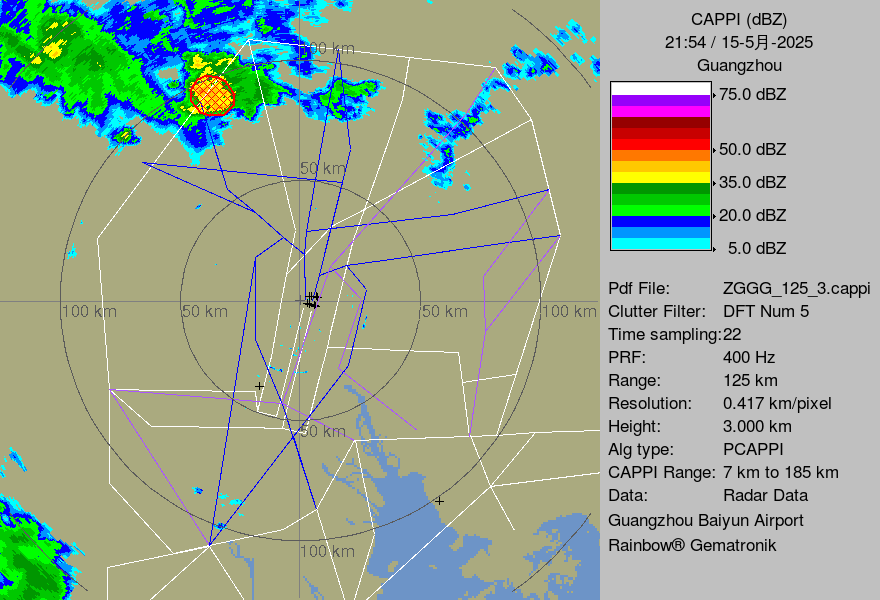 100 km
50 km
100 km
50 km
50 km
100 km
50 km
100 km
CAPPI (dBZ)
21:54 / 15-5月-2025
Guangzhou
75.0 dBZ
50.0 dBZ
35.0 dBZ
20.0 dBZ
5.0 dBZ
Pdf File: ZGGG_125_3.cappi
Clutter Filter: DFT Num 5
Time sampling:22
PRF: 400 Hz
Range: 125 km
Resolution: 0.417 km/pixel
Height: 3.000 km
Alg type: PCAPPI
CAPPI Range: 7 km to 185 km
Data: Radar Data
Guangzhou Baiyun Airport
Rainbow® Gematronik